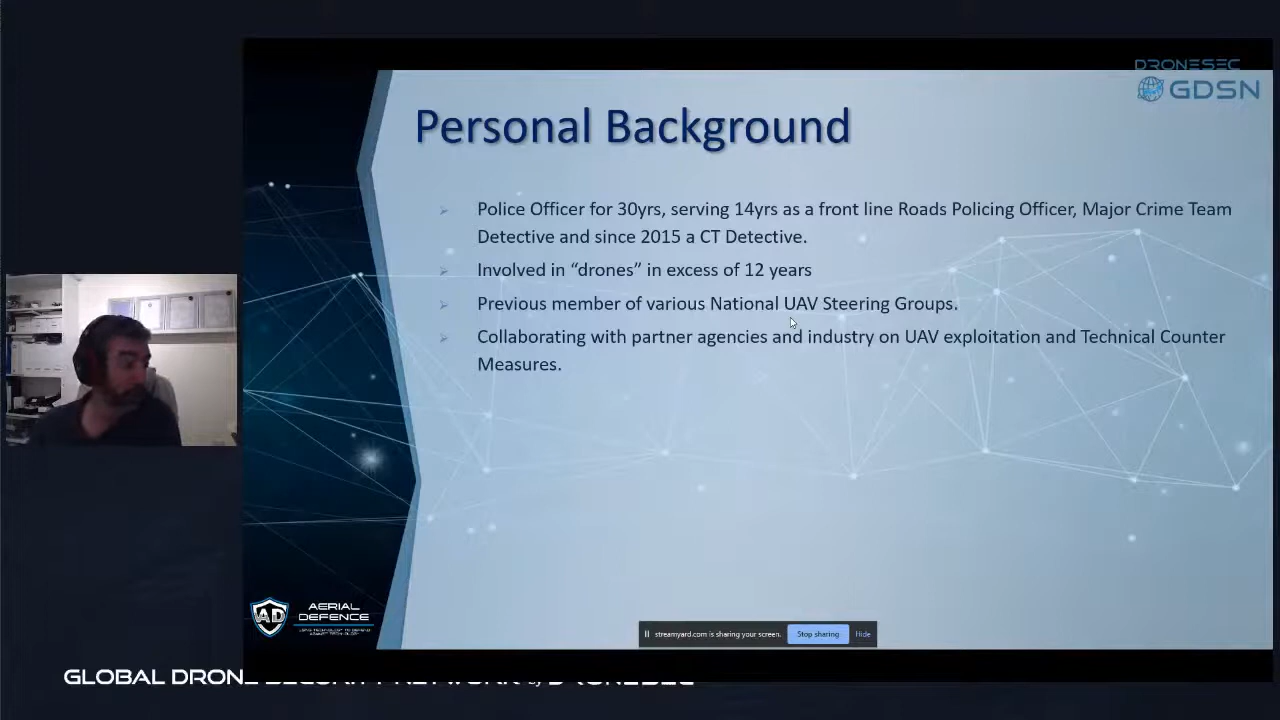 DRONESEC
GDSN
Personal Background
Police Officer for 30yrs, serving 14yrs as a front line Roads Policing Officer, Major Crime Team
Detective and since 2015 a CT Detective.
Involved in “drones” in excess of 12 years
Previous member of various National UAV Steering Groups.
Collaborating with partner agencies and industry on UAV exploitation and Technical Counter
Measures.
AD
AERIAL
DEFENCE
streamyard.com is sharing your screen.
Stop sharing
Hide
GLOBAL DRONE